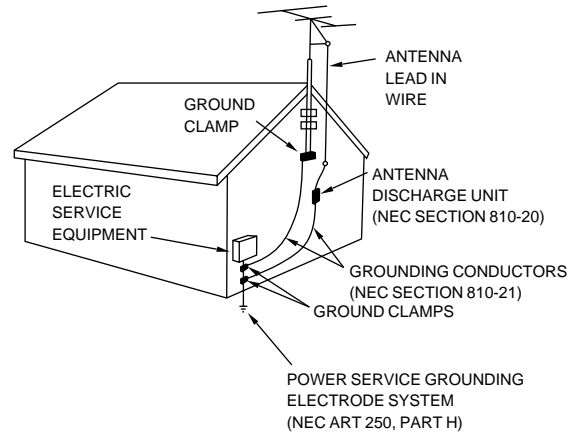 ANTENNA
LEAD IN
WIRE
GROUND
CLAMP
ANTENNA
DISCHARGE UNIT
(NEC SECTION 810-20)
ELECTRIC
SERVICE
EQUIPMENT
GROUNDING CONDUCTORS
(NEC SECTION 810-21)
GROUND CLAMPS
POWER SERVICE GROUNDING
ELECTRODE SYSTEM
(NEC ART 250, PART H)